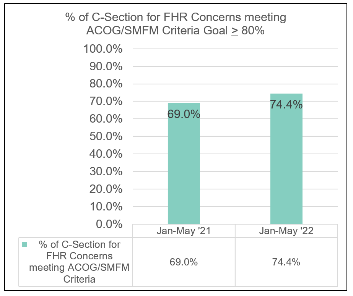 % of C-Section for FHR Concerns meeting
ACOG/SMFM Criteria Goal ≥ 80%
100.0%
90.0%
80.0%
70.0%
60.0%
50.0%
40.0%
30.0%
20.0%
10.0%
0.0%
69.0%
74.4%
Jan-May '21
Jan-May '22
% of C-Section for
FHR Concerns
meeting ACOG/SMFM
Criteria
69.0%
74.4%